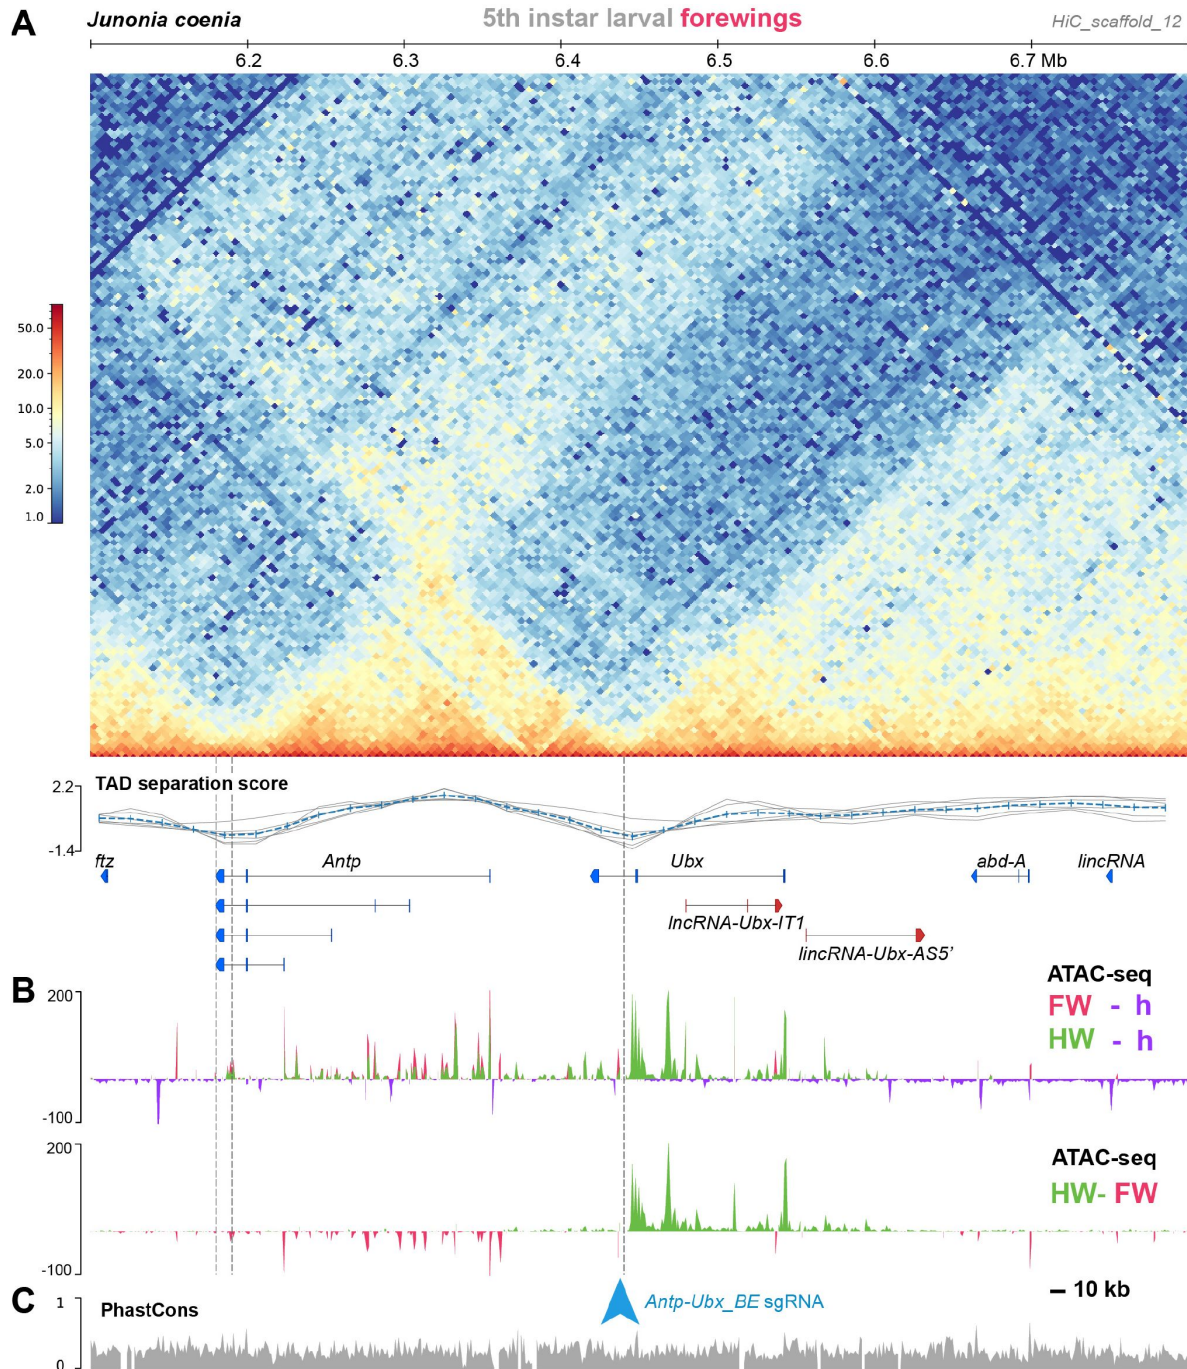 A
Junonia coenia
5th instar larval forewings
HiC_scaffold_12
6.2 6.3 6.4 6.5 6.6 6.7 Mb
50.0
20.0
10.0
5.0
2.0
1.0
TAD separation score
2.2
-1.4
ftz Antp Ubx abd-A lincRNA
lncRNA-Ubx-IT1
lincRNA-Ubx-AS5’
B
200
-100
ATAC-seq
FW - h
HW - h
200
-100
ATAC-seq
HW- FW
10 kb
C
1
0
PhastCons
Antp-Ubx_BE sgRNA